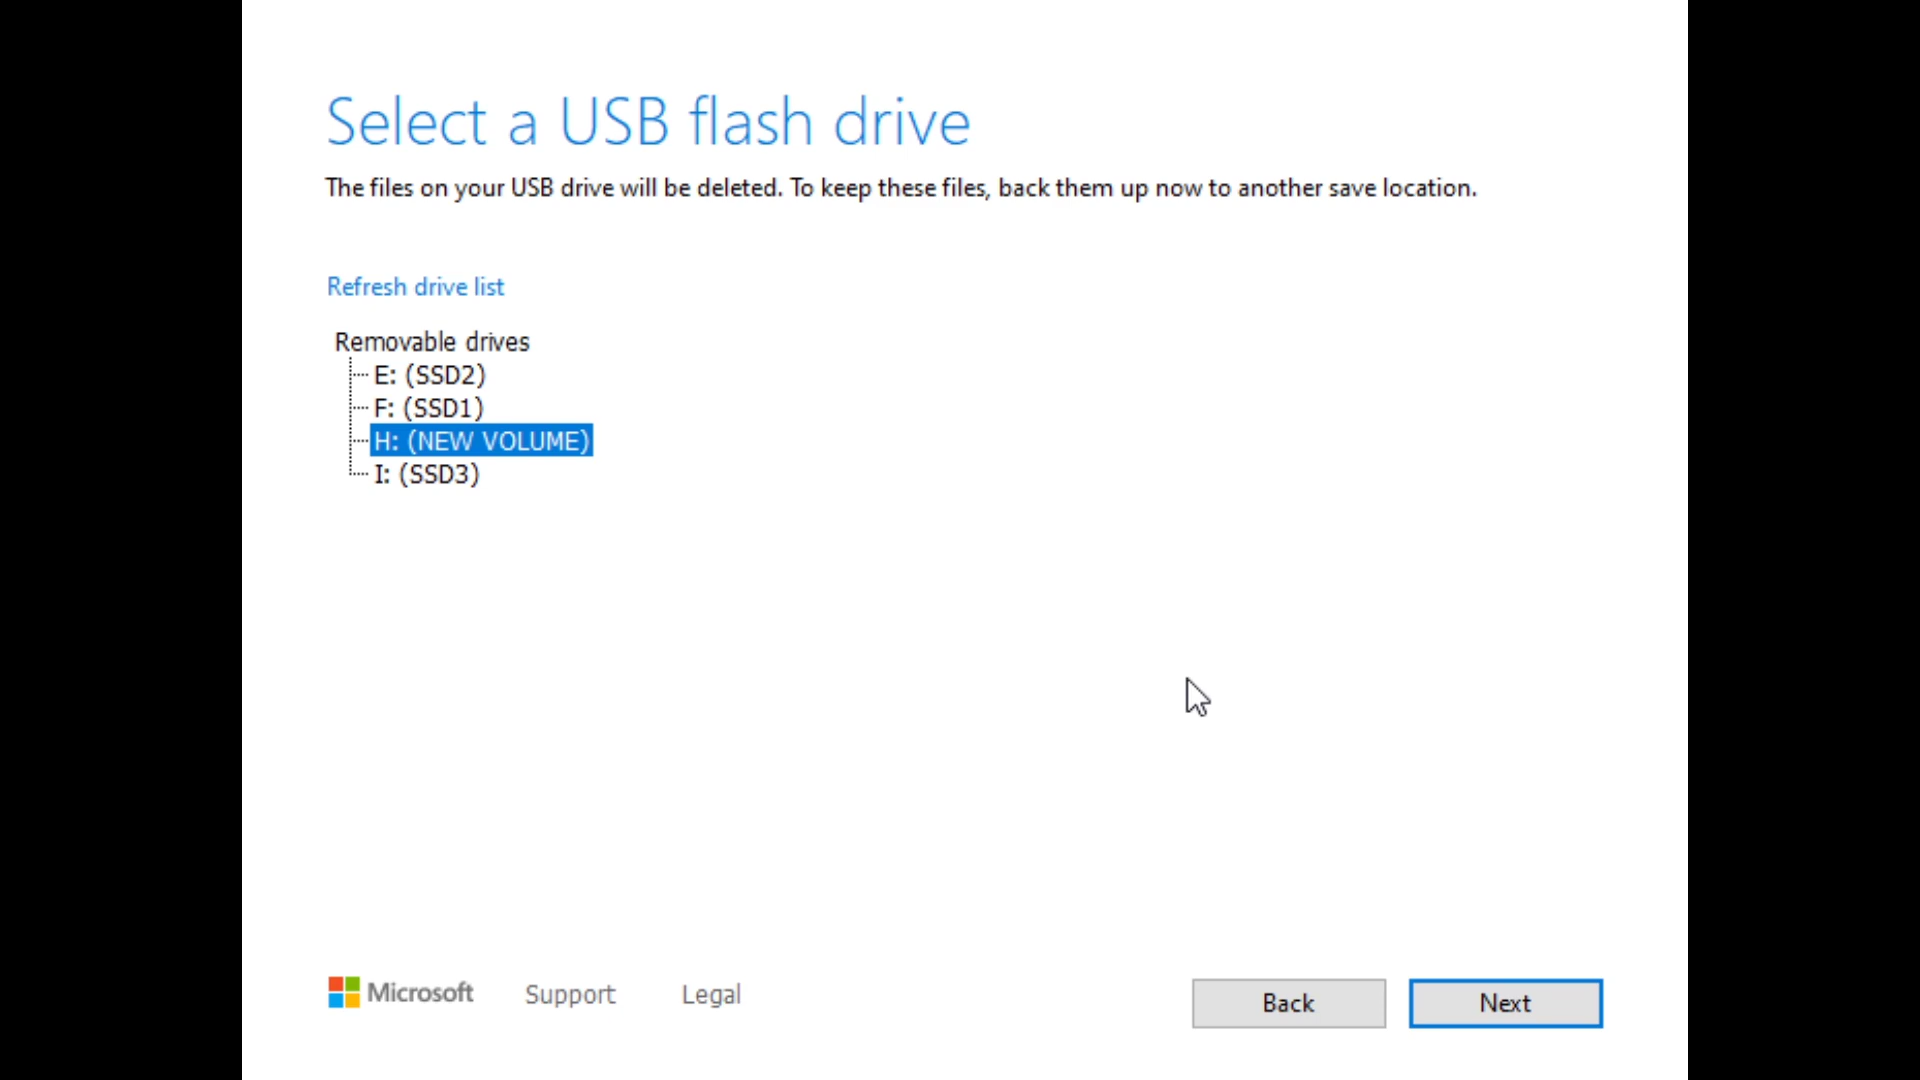 Select a USB flash drive
The files on your USB drive will be deleted. To keep these files, back them up now to another save location.
Refresh drive list
Removable drives
E: (SSD2)
F: (SSD1)
H: (NEW VOLUME)
I: (SSD3)
Microsoft Support Legal Back Next